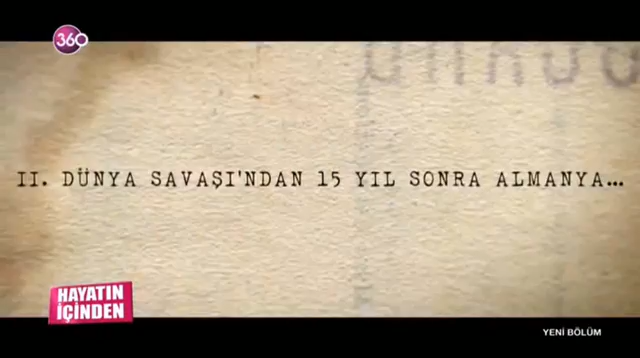 360
II. DÜNYA SAVAŞI'NDAN 15 YIL SONRA ALMANYA...
HAYATIN
İÇİNDEN
YENİ BÖLÜM